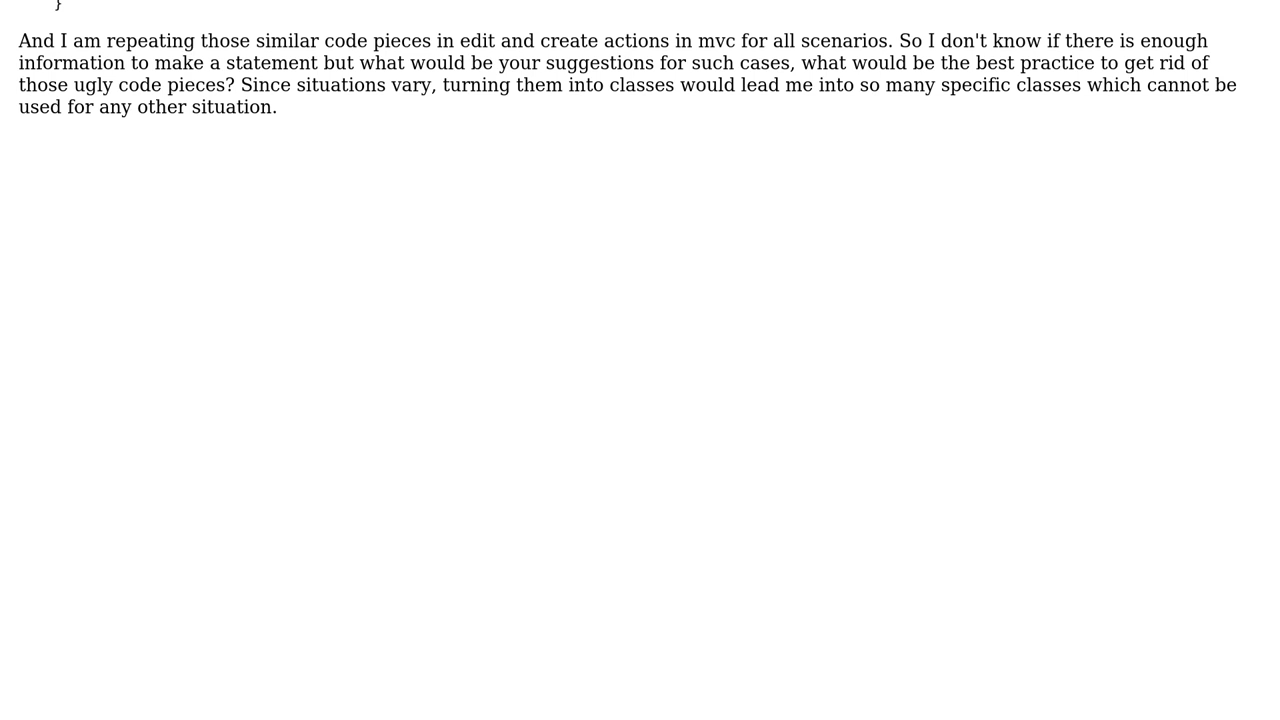 }
And I am repeating those similar code pieces in edit and create actions in mvc for all scenarios. So I don't know if there is enough
information to make a statement but what would be your suggestions for such cases, what would be the best practice to get rid of
those ugly code pieces? Since situations vary, turning them into classes would lead me into so many specific classes which cannot be
used for any other situation.